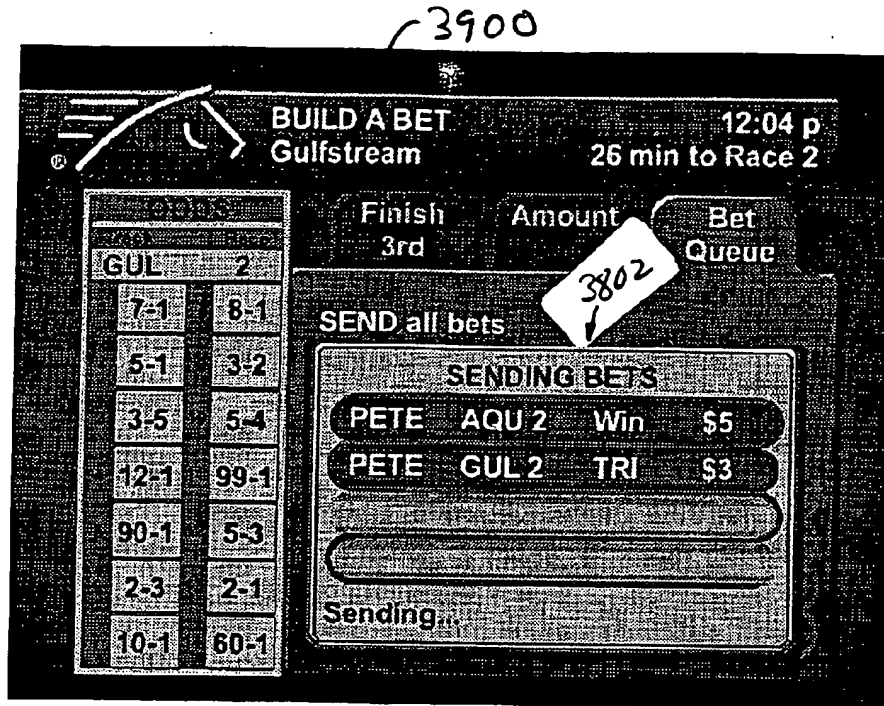 3900
BUILD A BET
Gulfstream
12:04 p
26 min to Race 2
®
ODDS
GUL 2
7-1 8-1
5-1 3-2
3-5 5-4
12-1 99-1
90-1 5-3
2-3 2-1
10-1 60-1
Finish
3rd
Amount
Bet
Queue
3802
SEND all bets
SENDING BETS
PETE AQU 2 Win $5
PETE GUL 2 TRI $3
Sending...